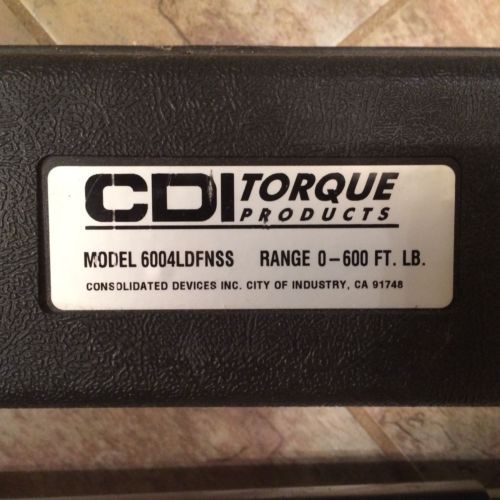 CDI TORQUE
PRODUCTS
MODEL 6004LDFNSS RANGE 0-600 FT. LB.
CONSOLIDATED DEVICES INC. CITY OF INDUSTRY, CA 91748